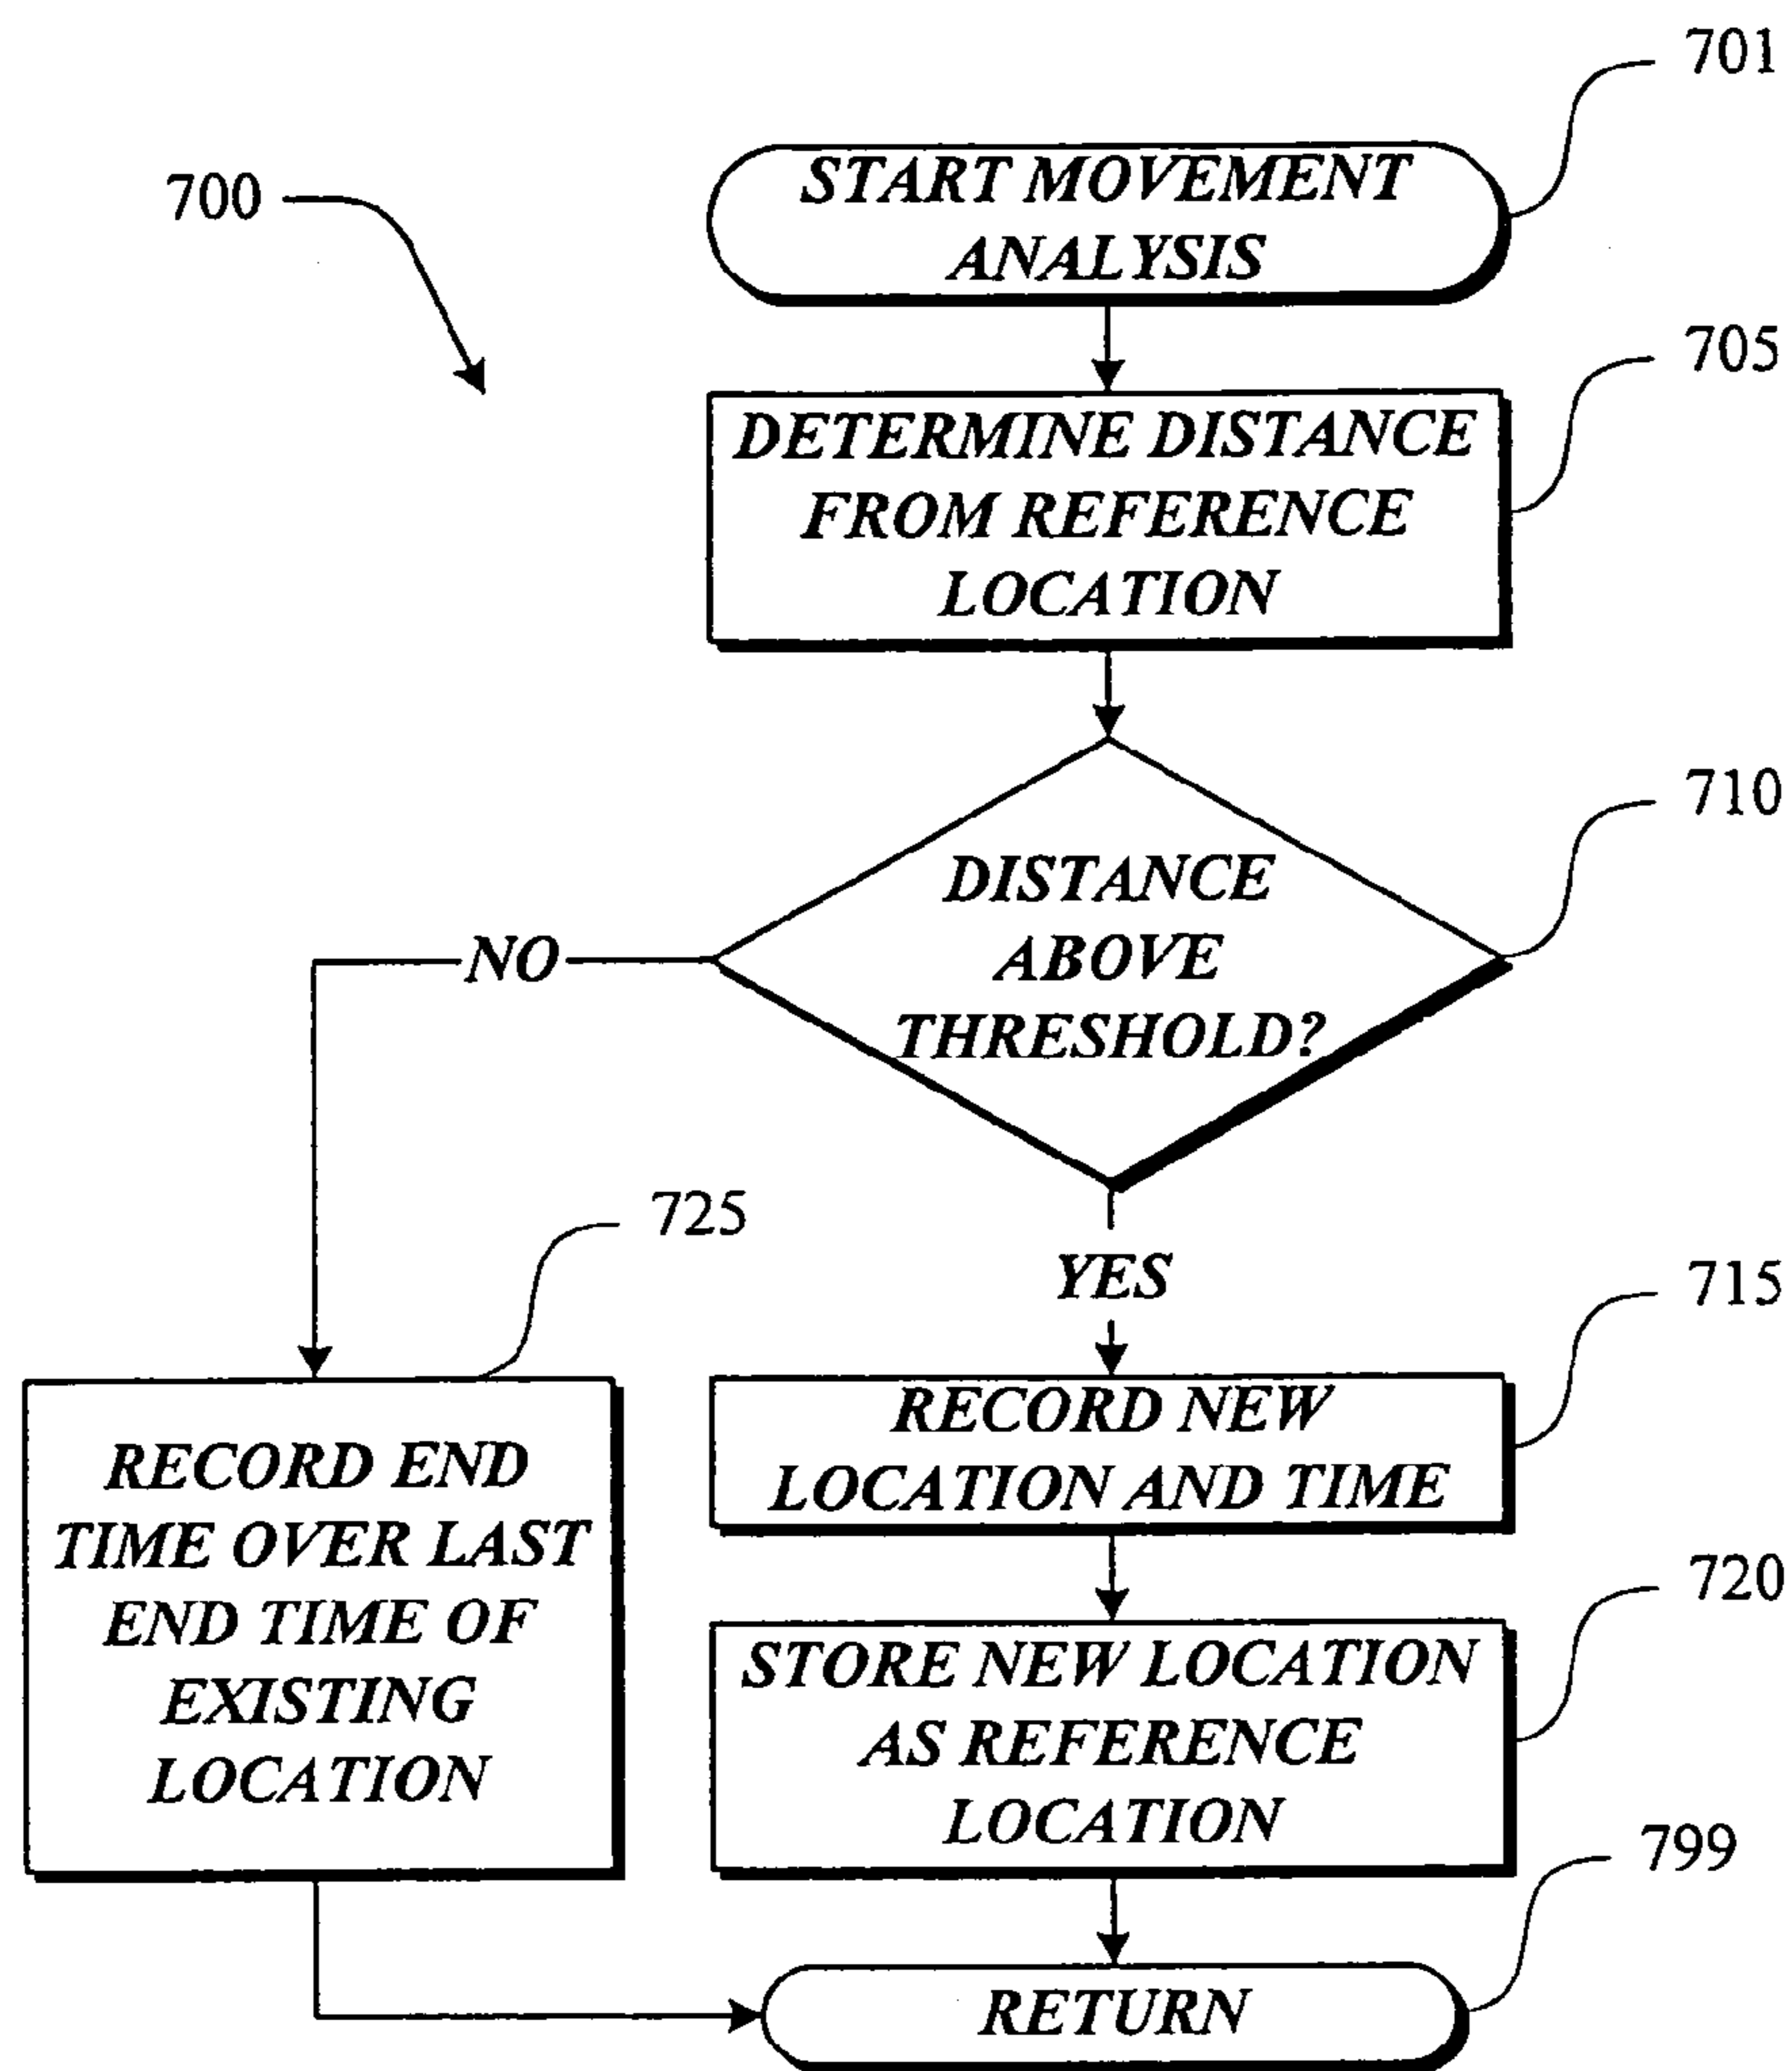 701
700
START MOVEMENT
ANALYSIS
705
DETERMINE DISTANCE
FROM REFERENCE
LOCATION
710
DISTANCE
ABOVE
THRESHOLD?
NO
YES
725
715
RECORD END
TIME OVER LAST
END TIME OF
EXISTING
LOCATION
RECORD NEW
LOCATION AND TIME
720
STORE NEW LOCATION
AS REFERENCE
LOCATION
799
RETURN